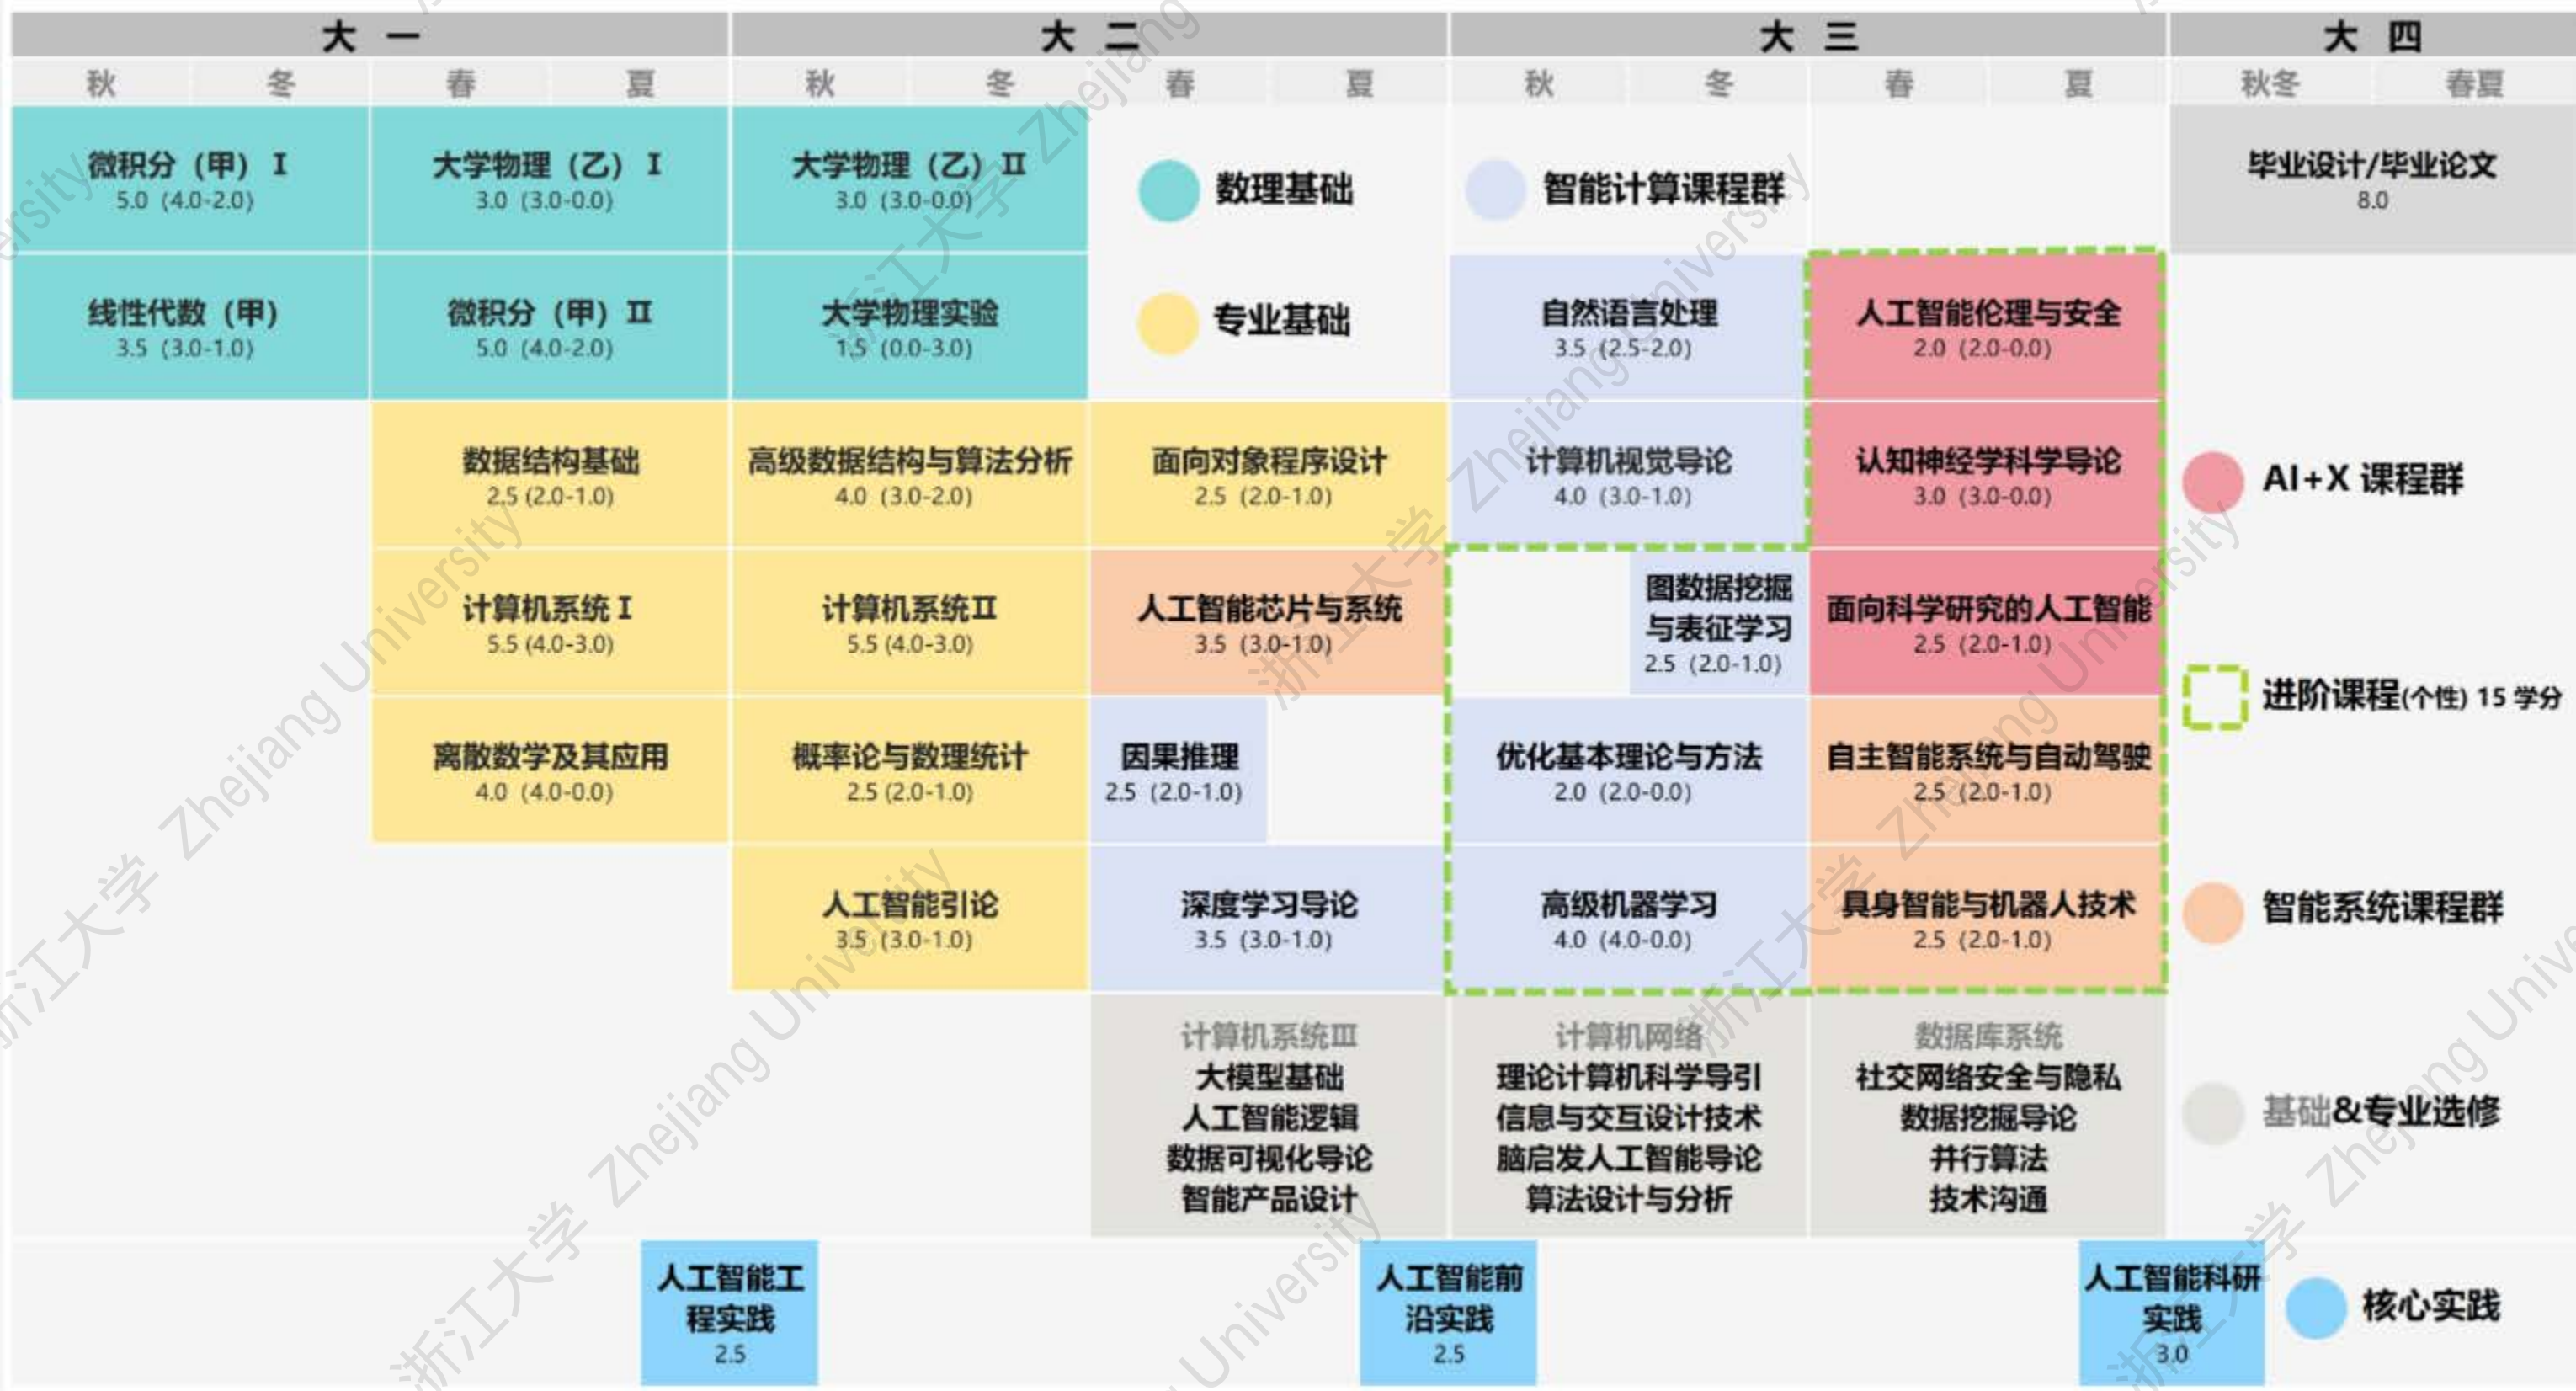 大 一 大 二 大 三 大 四
秋 冬 春 夏 秋 冬 春 夏 秋 冬 春 夏 秋冬 春夏
微积分（甲） I
5.0（4.0-2.0）
大学物理（乙） I
3.0（3.0-0.0）
大学物理（乙）II
3.0（3.0-0.0）
数理基础
智能计算课程群
毕业设计/毕业论文
8.0
线性代数（甲）
3.5（3.0-1.0）
微积分（甲）II
5.0（4.0-2.0）
大学物理实验
1.5（0.0-3.0）
专业基础
自然语言处理
3.5（2.5-2.0）
人工智能伦理与安全
2.0（2.0-0.0）
数据结构基础
2.5 (2.0-1.0)
高级数据结构与算法分析
4.0（3.0-2.0）
面向对象程序设计
2.5（2.0-1.0）
计算机视觉导论
4.0（3.0-1.0）
认知神经学科学导论
3.0（3.0-0.0）
AI+X 课程群
计算机系统 I
5.5 (4.0-3.0)
计算机系统II
5.5 (4.0-3.0)
人工智能芯片与系统
3.5（3.0-1.0）
图数据挖掘
与表征学习
2.5（2.0-1.0）
面向科学研究的人工智能
2.5（2.0-1.0）
进阶课程(个性) 15 学分
离散数学及其应用
4.0（4.0-0.0）
概率论与数理统计
2.5 (2.0-1.0)
因果推理
2.5（2.0-1.0）
优化基本理论与方法
2.0（2.0-0.0）
自主智能系统与自动驾驶
2.5（2.0-1.0）
人工智能引论
3.5（3.0-1.0）
深度学习导论
3.5（3.0-1.0）
高级机器学习
4.0（4.0-0.0）
具身智能与机器人技术
2.5（2.0-1.0）
智能系统课程群
计算机系统III
大模型基础
人工智能逻辑
数据可视化导论
智能产品设计
计算机网络
理论计算机科学导引
信息与交互设计技术
脑启发人工智能导论
算法设计与分析
数据库系统
社交网络安全与隐私
数据挖掘导论
并行算法
技术沟通
基础&专业选修
人工智能工
程实践
2.5
人工智能前
沿实践
2.5
人工智能科研
实践
3.0
核心实践
浙江大学 Zhejiang University